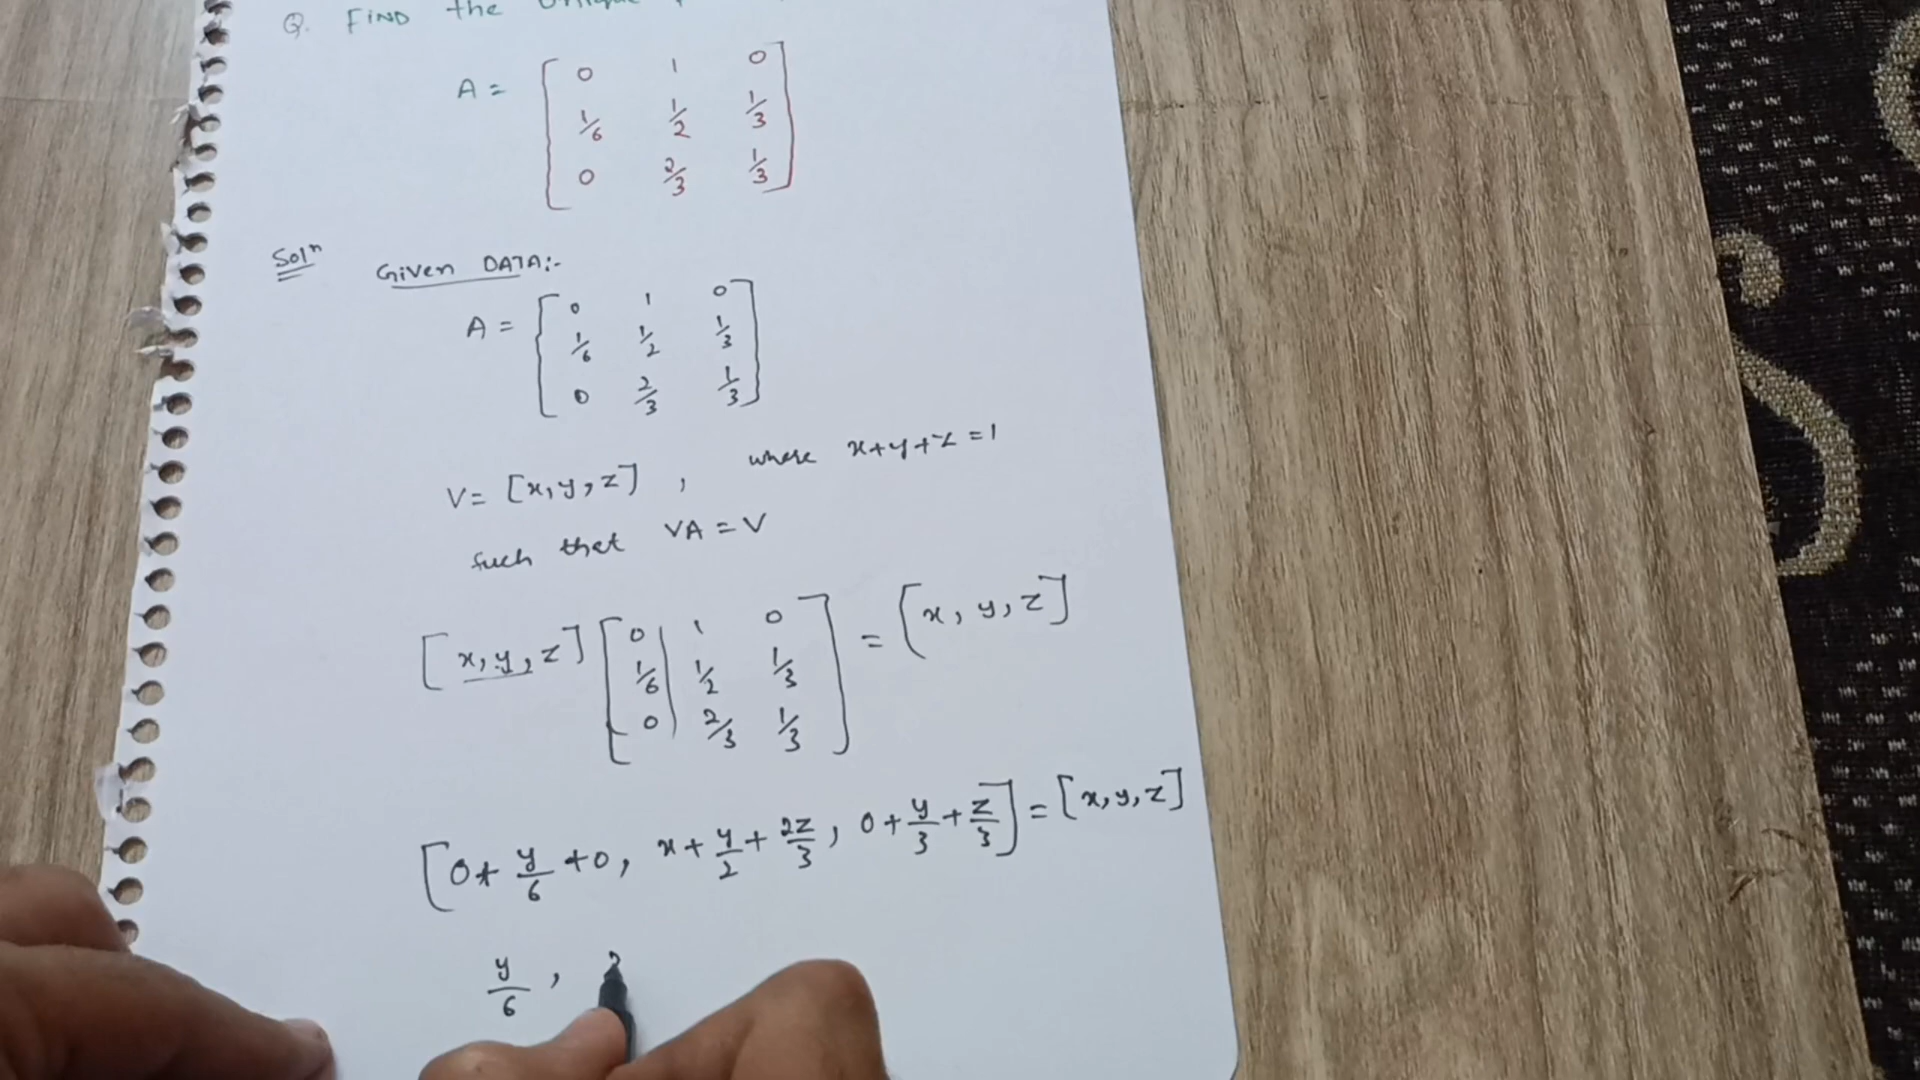 Q. FIND the Unique
A = [ 0 1 0
1/6 1/2 1/3
0 2/3 1/3 ]
Solⁿ Given DATA:-
A = [ 0 1 0
1/6 1/2 1/3
0 2/3 1/3 ]
V = [x, y, z] , where x+y+z = 1
such that VA = V
[x, y, z] [ 0 1 0
1/6 1/2 1/3
0 2/3 1/3 ] = [x, y, z]
[0+ y/6 +0, x+ y/2 + 2z/3, 0+ y/3 + z/3] = [x, y, z]
y/6 ,